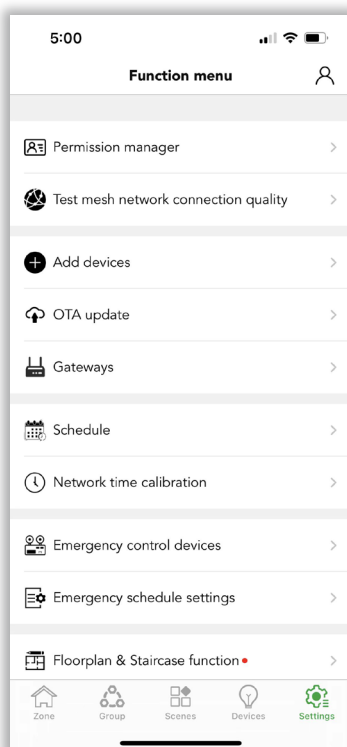 5:00
Function menu
Permission manager
Test mesh network connection quality
Add devices
OTA update
Gateways
Schedule
Network time calibration
Emergency control devices
Emergency schedule settings
Floorplan & Staircase function
Zone
Group
Scenes
Devices
Settings